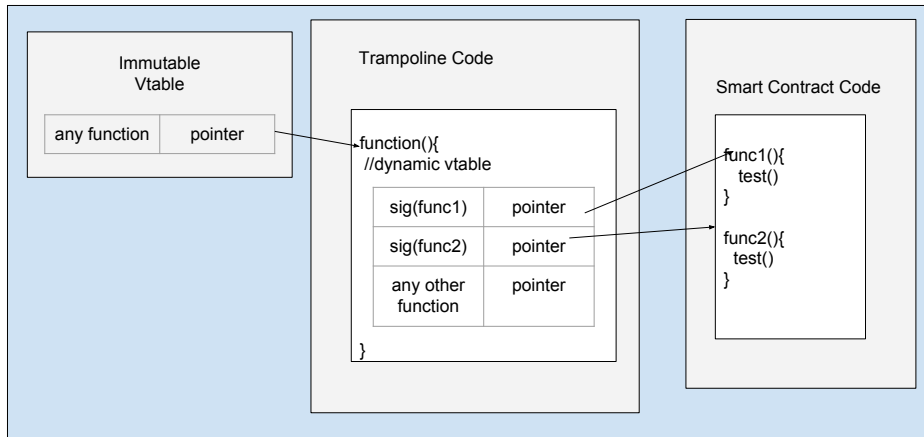 Immutable
Vtable
any function pointer
Trampoline Code
function(){
//dynamic vtable
sig(func1) pointer
sig(func2) pointer
any other pointer
function
}
Smart Contract Code
func1(){
test()
}
func2(){
test()
}